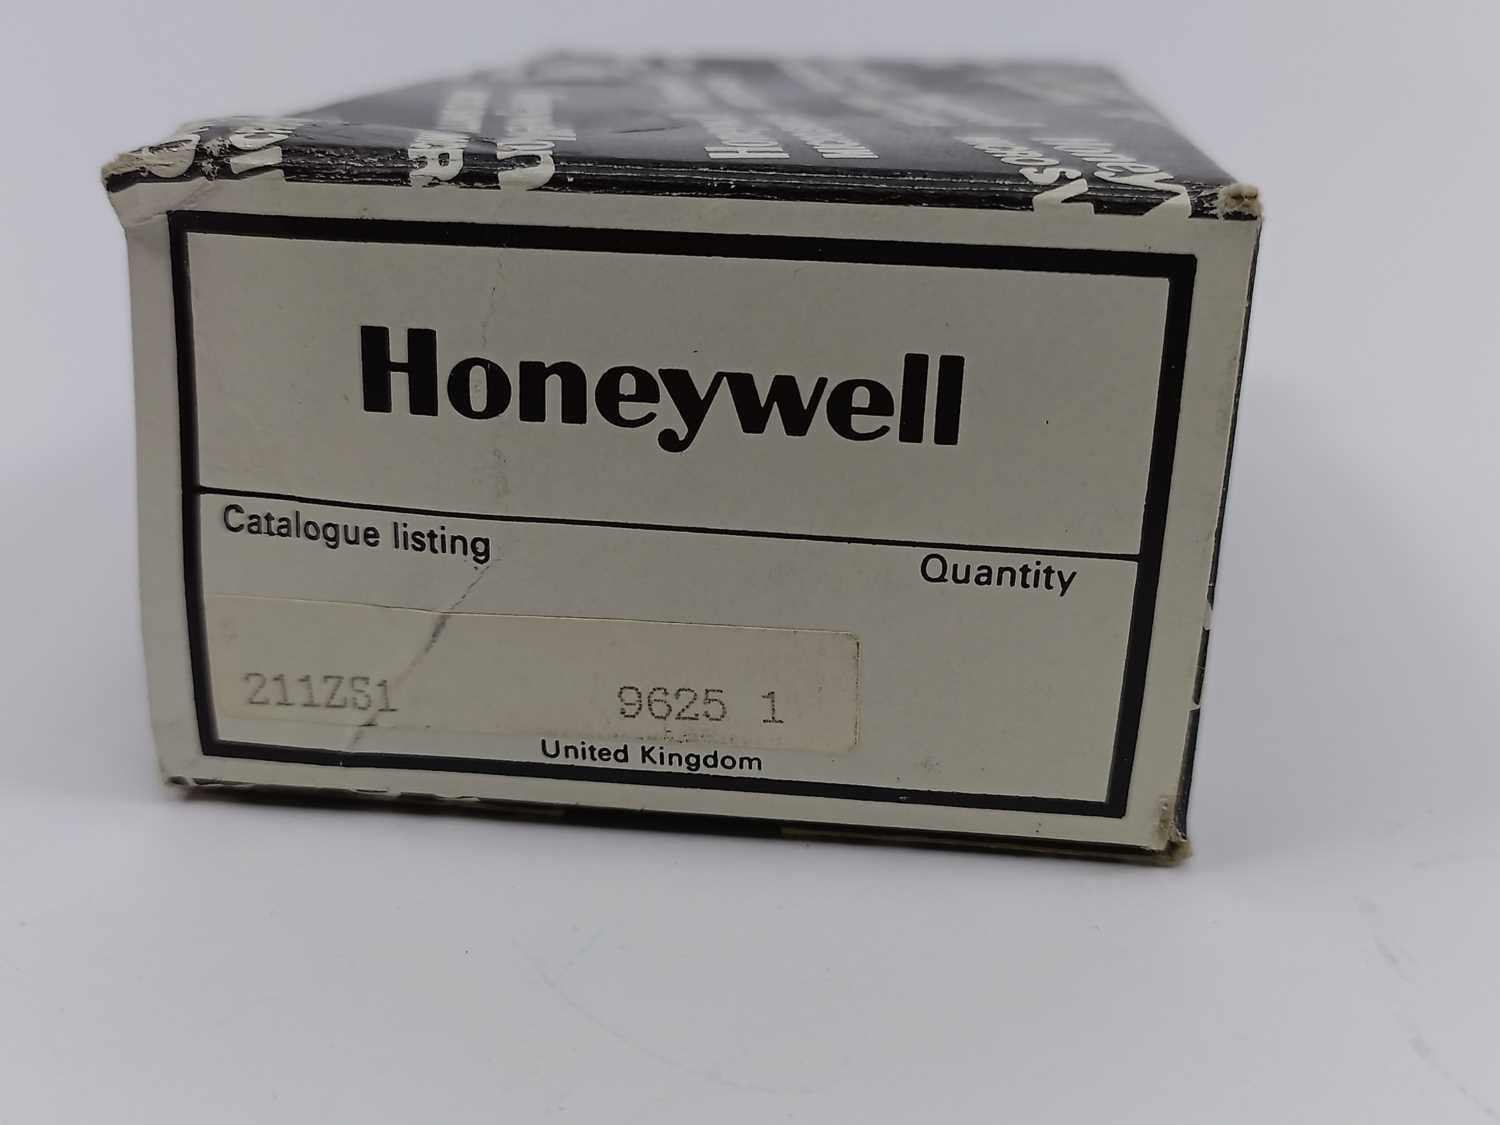 Honeywell
Catalogue listing
Quantity
211ZS1 9625 1
United Kingdom